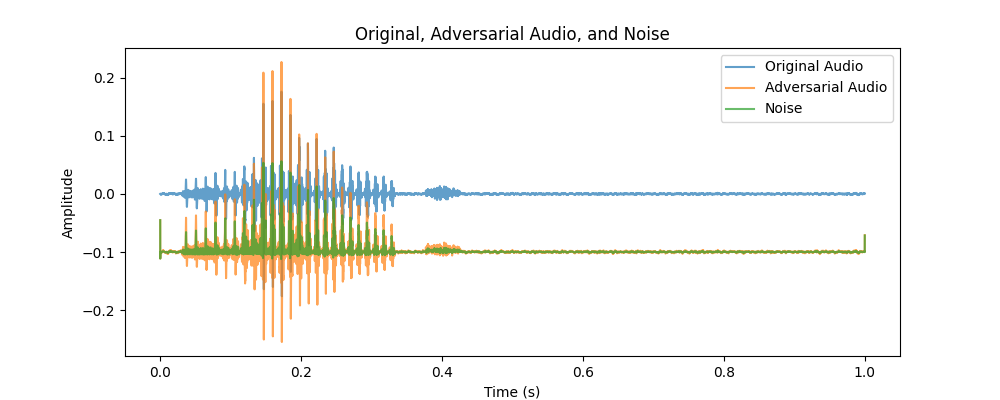 Original, Adversarial Audio, and Noise
Original Audio
Adversarial Audio
Noise
Amplitude
0.2
0.1
0.0
−0.1
−0.2
0.0 0.2 0.4 0.6 0.8 1.0
Time (s)